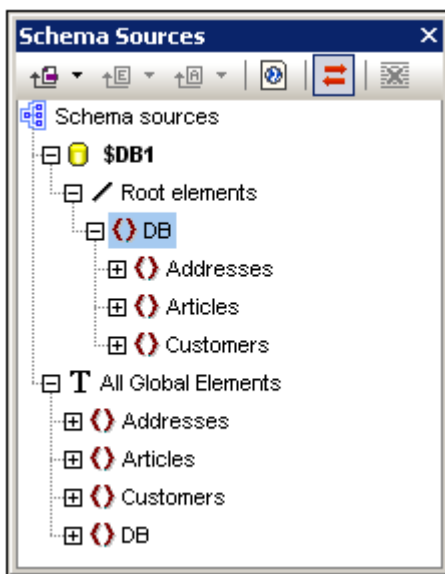 Schema Sources
E A
Schema sources
$DB1
Root elements
DB
Addresses
Articles
Customers
T All Global Elements
Addresses
Articles
Customers
DB